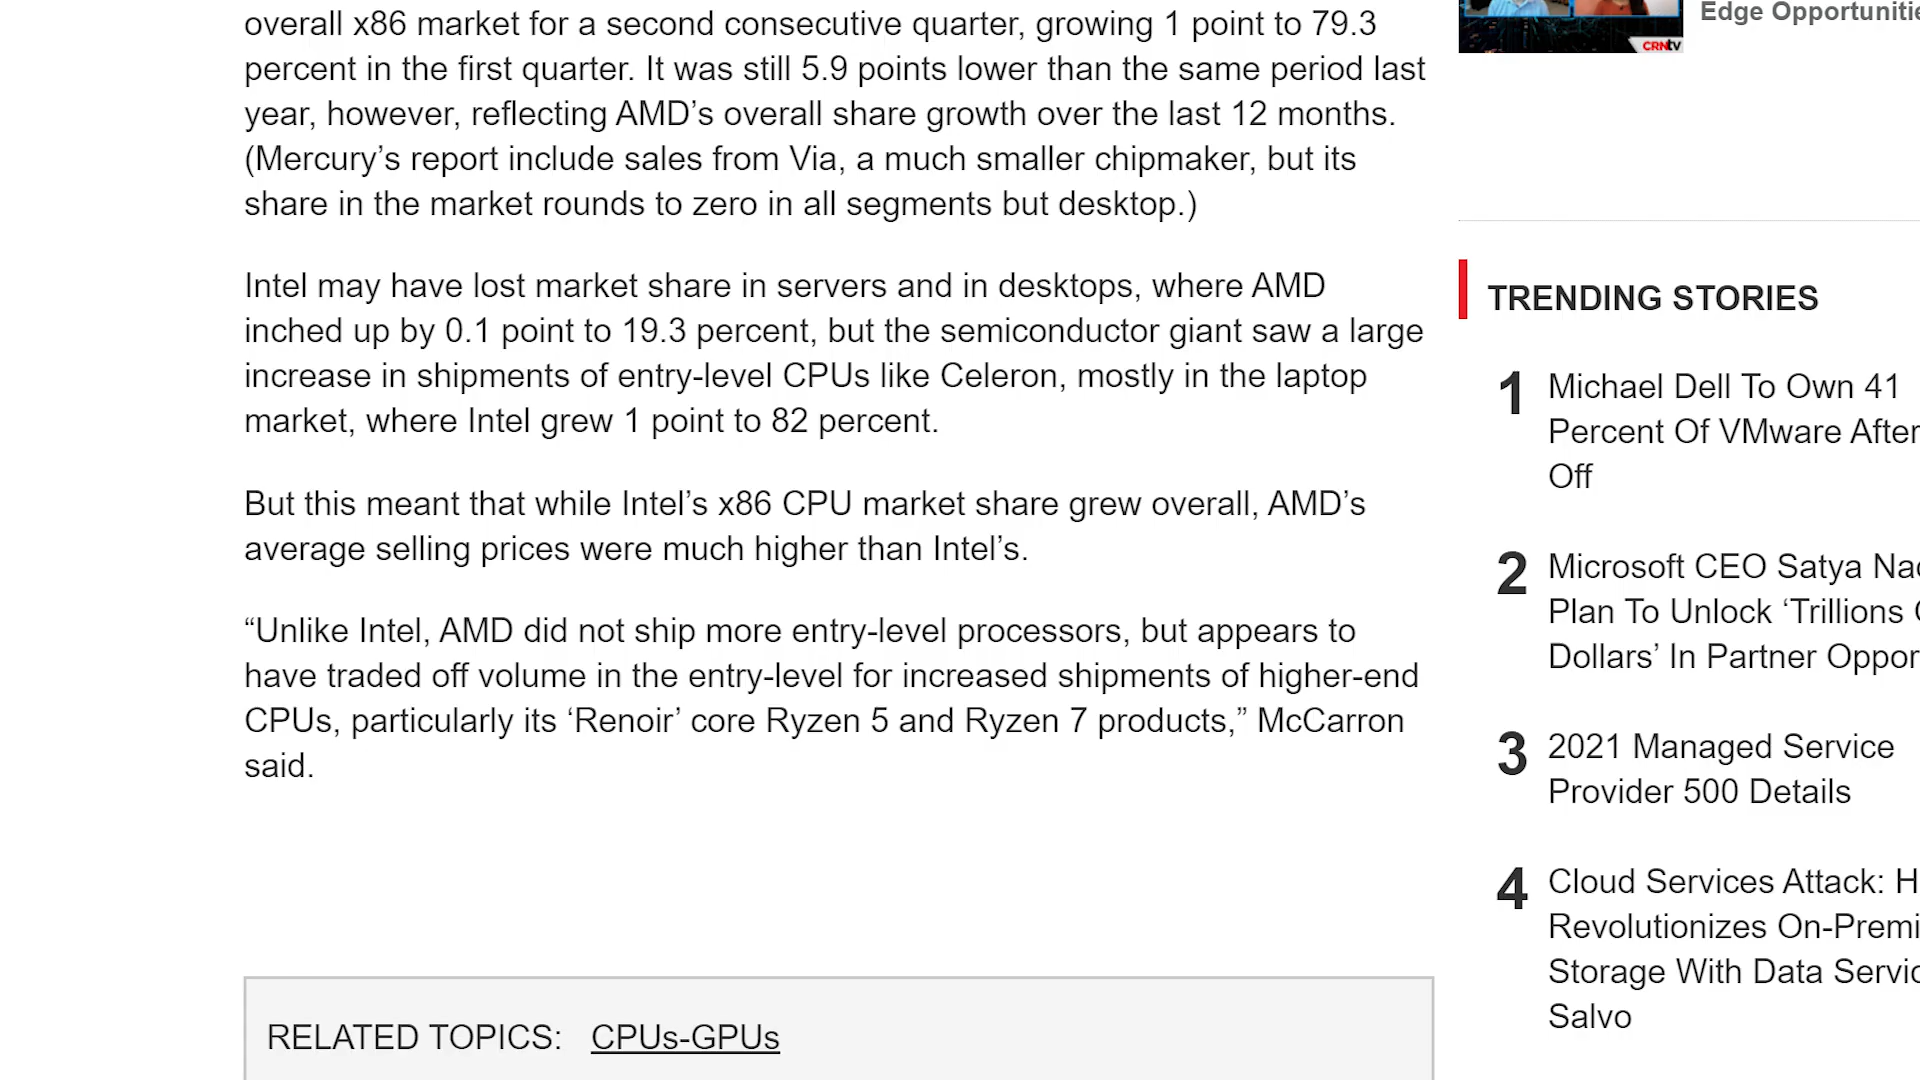 overall x86 market for a second consecutive quarter, growing 1 point to 79.3
percent in the first quarter. It was still 5.9 points lower than the same period last
year, however, reflecting AMD’s overall share growth over the last 12 months.
(Mercury’s report include sales from Via, a much smaller chipmaker, but its
share in the market rounds to zero in all segments but desktop.)
Intel may have lost market share in servers and in desktops, where AMD
inched up by 0.1 point to 19.3 percent, but the semiconductor giant saw a large
increase in shipments of entry-level CPUs like Celeron, mostly in the laptop
market, where Intel grew 1 point to 82 percent.
But this meant that while Intel’s x86 CPU market share grew overall, AMD’s
average selling prices were much higher than Intel’s.
“Unlike Intel, AMD did not ship more entry-level processors, but appears to
have traded off volume in the entry-level for increased shipments of higher-end
CPUs, particularly its ‘Renoir’ core Ryzen 5 and Ryzen 7 products,” McCarron
said.
RELATED TOPICS: CPUs-GPUs
CRNtv
Edge Opportunitie
TRENDING STORIES
1 Michael Dell To Own 41
Percent Of VMware After
Off
2 Microsoft CEO Satya Na
Plan To Unlock ‘Trillions
Dollars’ In Partner Oppor
3 2021 Managed Service
Provider 500 Details
4 Cloud Services Attack: H
Revolutionizes On-Premi
Storage With Data Servic
Salvo